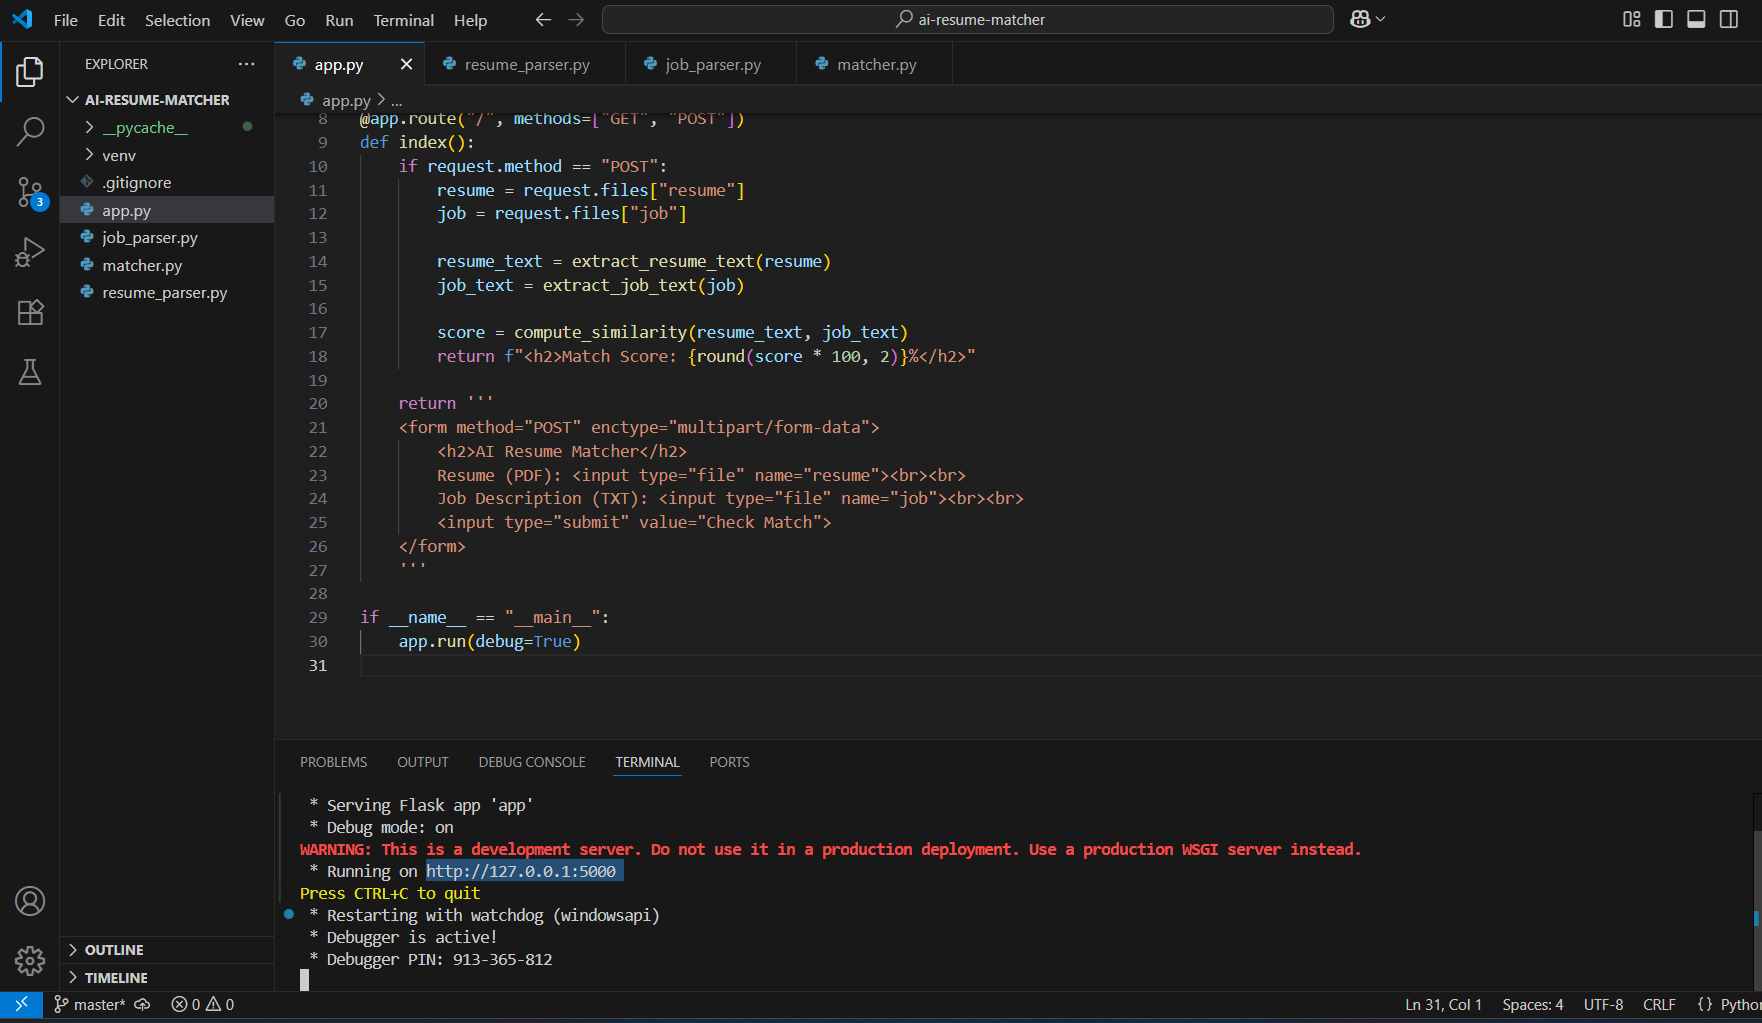 File Edit Selection View Go Run Terminal Help
ai-resume-matcher
EXPLORER
AI-RESUME-MATCHER
__pycache__
venv
.gitignore
app.py
job_parser.py
matcher.py
resume_parser.py
3
OUTLINE
TIMELINE
app.py resume_parser.py job_parser.py matcher.py
app.py > ...
8 @app.route("/", methods=["GET", "POST"])
9 def index():
10     if request.method == "POST":
11         resume = request.files["resume"]
12         job = request.files["job"]
13
14         resume_text = extract_resume_text(resume)
15         job_text = extract_job_text(job)
16
17         score = compute_similarity(resume_text, job_text)
18         return f"<h2>Match Score: {round(score * 100, 2)}%</h2>"
19
20     return '''
21     <form method="POST" enctype="multipart/form-data">
22         <h2>AI Resume Matcher</h2>
23         Resume (PDF): <input type="file" name="resume"><br><br>
24         Job Description (TXT): <input type="file" name="job"><br><br>
25         <input type="submit" value="Check Match">
26     </form>
27     '''
28
29 if __name__ == "__main__":
30     app.run(debug=True)
31
PROBLEMS OUTPUT DEBUG CONSOLE TERMINAL PORTS
* Serving Flask app 'app'
* Debug mode: on
WARNING: This is a development server. Do not use it in a production deployment. Use a production WSGI server instead.
* Running on http://127.0.0.1:5000
Press CTRL+C to quit
* Restarting with watchdog (windowsapi)
* Debugger is active!
* Debugger PIN: 913-365-812
master* 0 0 Ln 31, Col 1 Spaces: 4 UTF-8 CRLF {} Pytho